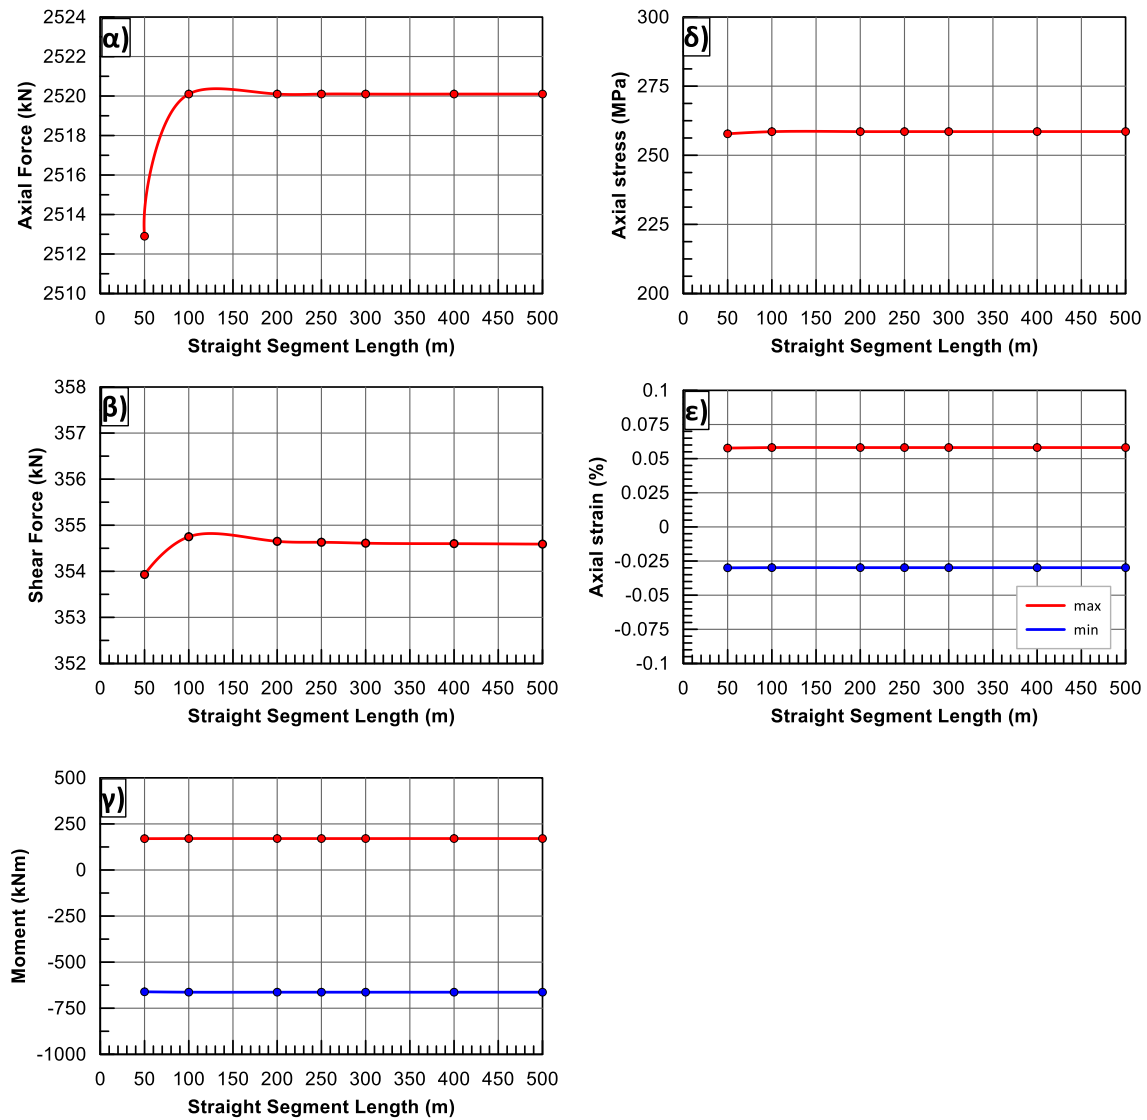 α)
2524
2522
2520
2518
2516
2514
2512
2510
Axial Force (kN)
0 50 100 150 200 250 300 350 400 450 500
Straight Segment Length (m)
δ)
300
275
250
225
200
Axial stress (MPa)
0 50 100 150 200 250 300 350 400 450 500
Straight Segment Length (m)
β)
358
357
356
355
354
353
352
Shear Force (kN)
0 50 100 150 200 250 300 350 400 450 500
Straight Segment Length (m)
ε)
0.1
0.075
0.05
0.025
0
-0.025
-0.05
-0.075
-0.1
Axial strain (%)
max
min
0 50 100 150 200 250 300 350 400 450 500
Straight Segment Length (m)
γ)
500
250
0
-250
-500
-750
-1000
Moment (kNm)
0 50 100 150 200 250 300 350 400 450 500
Straight Segment Length (m)